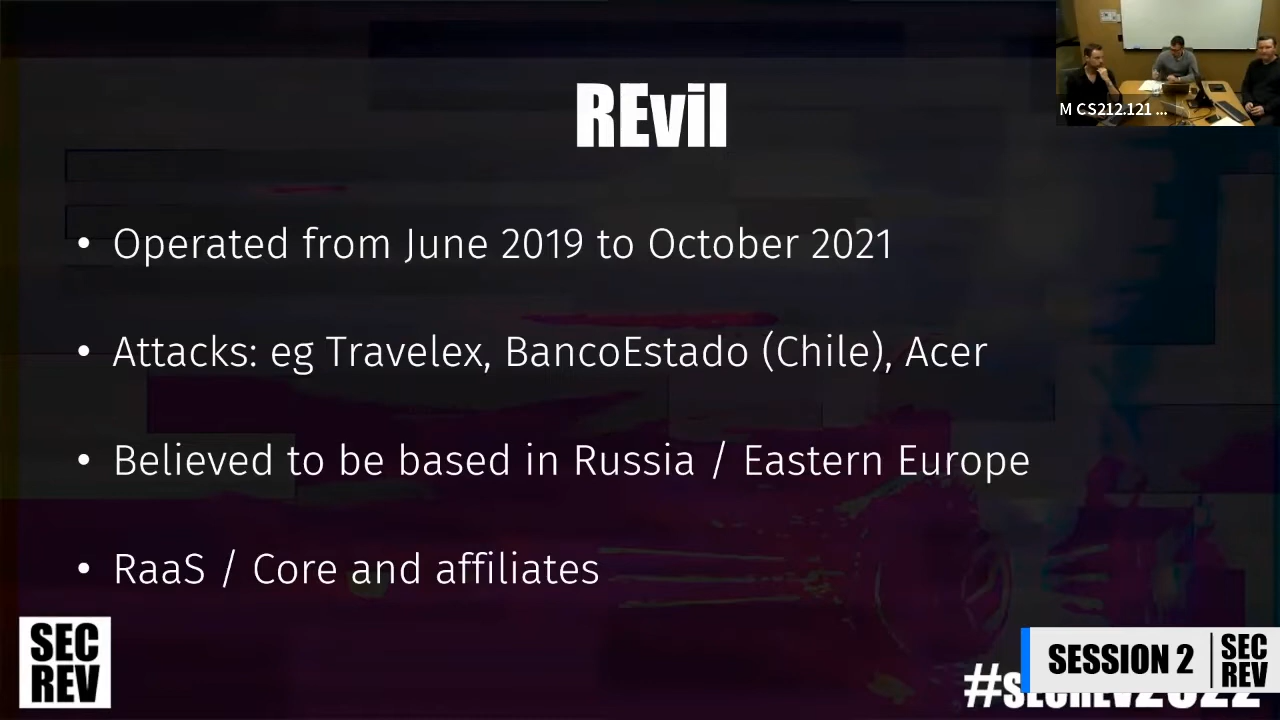 REvil
M CS212.121 ...
• Operated from June 2019 to October 2021
• Attacks: eg Travelex, BancoEstado (Chile), Acer
• Believed to be based in Russia / Eastern Europe
• RaaS / Core and affiliates
SEC
REV
SESSION 2
SEC
REV